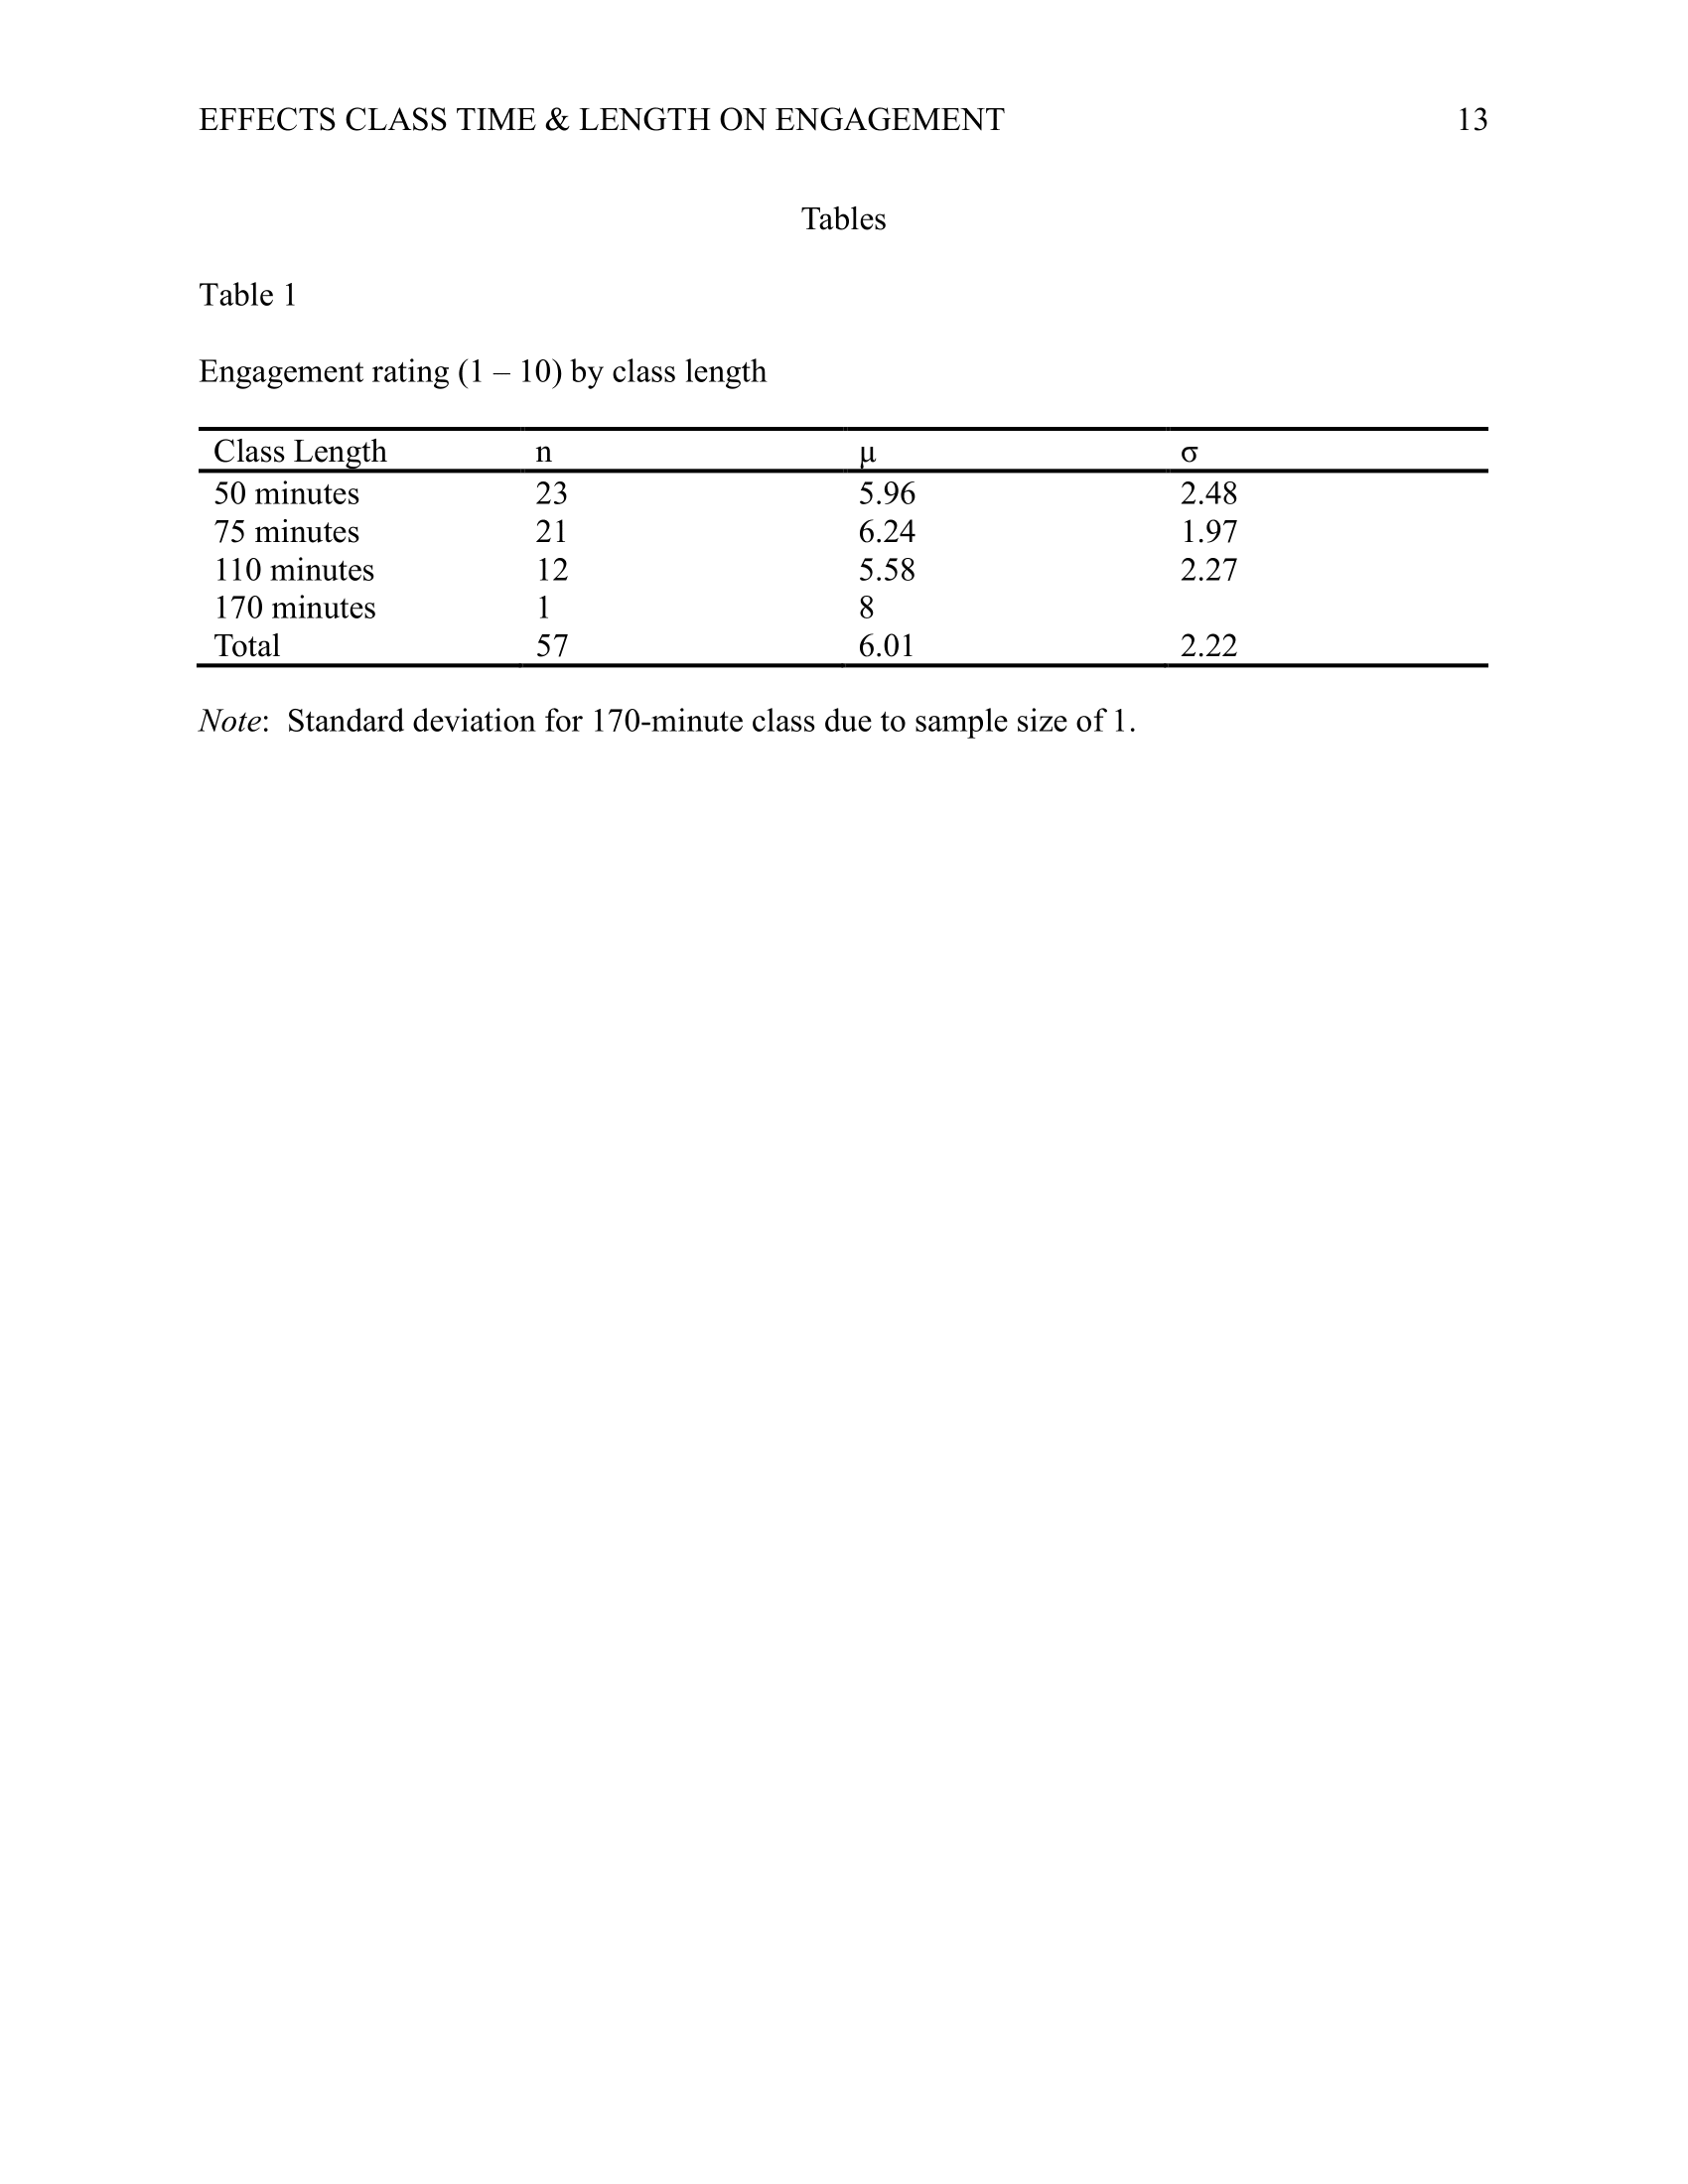 EFFECTS CLASS TIME & LENGTH ON ENGAGEMENT 13
Tables
Table 1
Engagement rating (1 – 10) by class length
Class Length n μ σ
50 minutes 23 5.96 2.48
75 minutes 21 6.24 1.97
110 minutes 12 5.58 2.27
170 minutes 1 8
Total 57 6.01 2.22
Note: Standard deviation for 170-minute class due to sample size of 1.